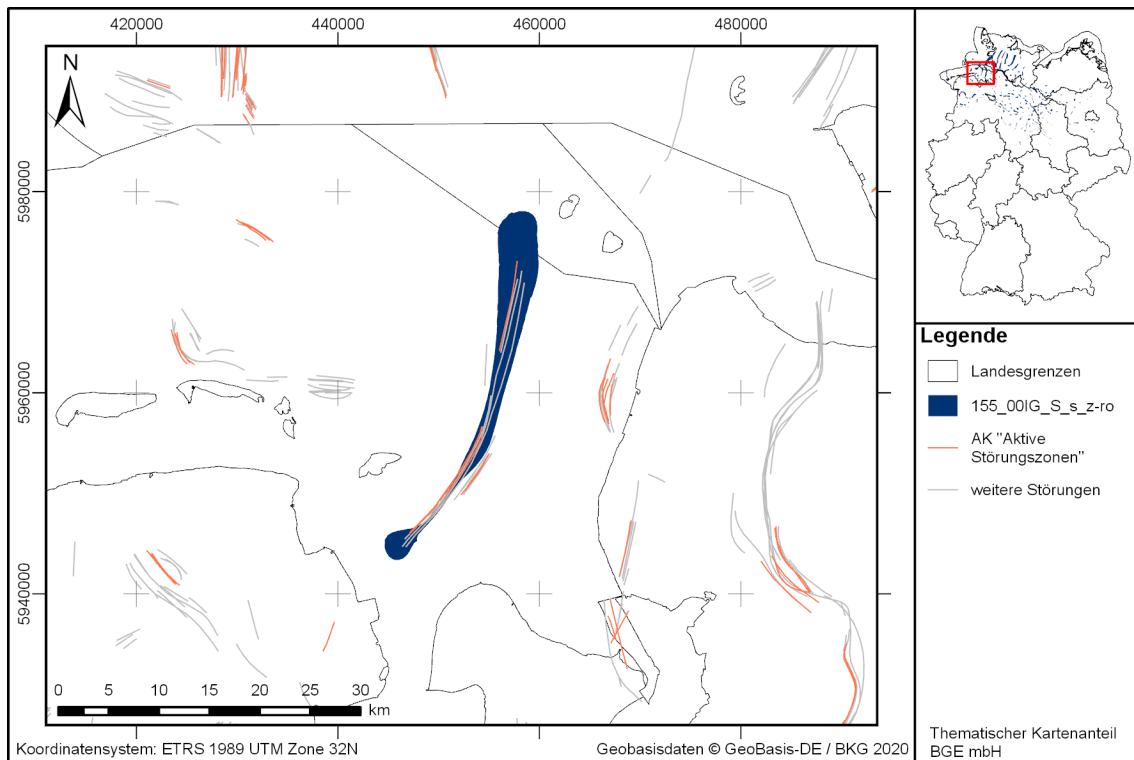 420000
440000
460000
480000
N
5980000
5960000
5940000
0
5
10
15
20
25
30
km
Koordinatensystem: ETRS 1989 UTM Zone 32N
Geobasisdaten © GeoBasis-DE / BKG 2020
Legende
Landesgrenzen
155_00IG_S_s_z-ro
AK "Aktive
Störungszonen"
weitere Störungen
Thematischer Kartenanteil
BGE mbH